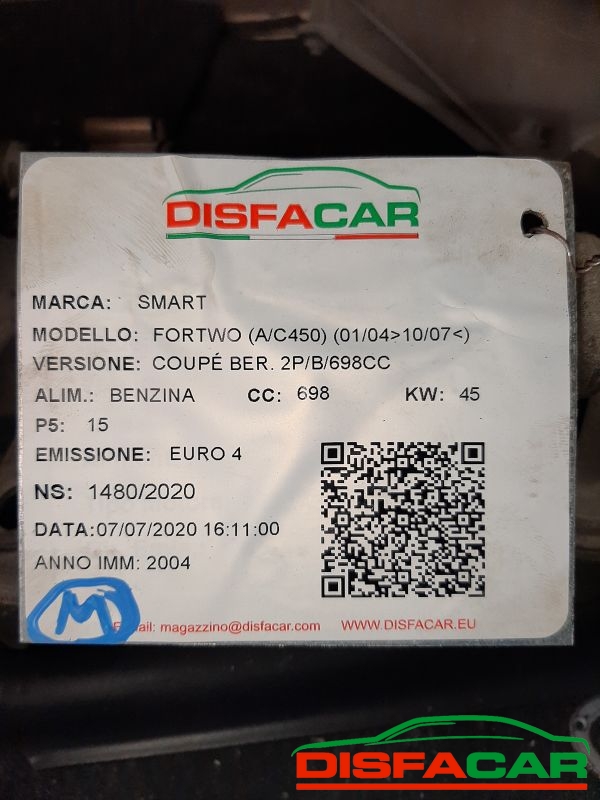 DISFACAR
MARCA: SMART
MODELLO: FORTWO (A/C450) (01/04>10/07<)
VERSIONE: COUPÉ BER. 2P/B/698CC
ALIM.: BENZINA CC: 698 KW: 45
P5: 15
EMISSIONE: EURO 4
NS: 1480/2020
DATA:07/07/2020 16:11:00
ANNO IMM: 2004
M
mail: magazzino@disfacar.com WWW.DISFACAR.EU
DISFACAR